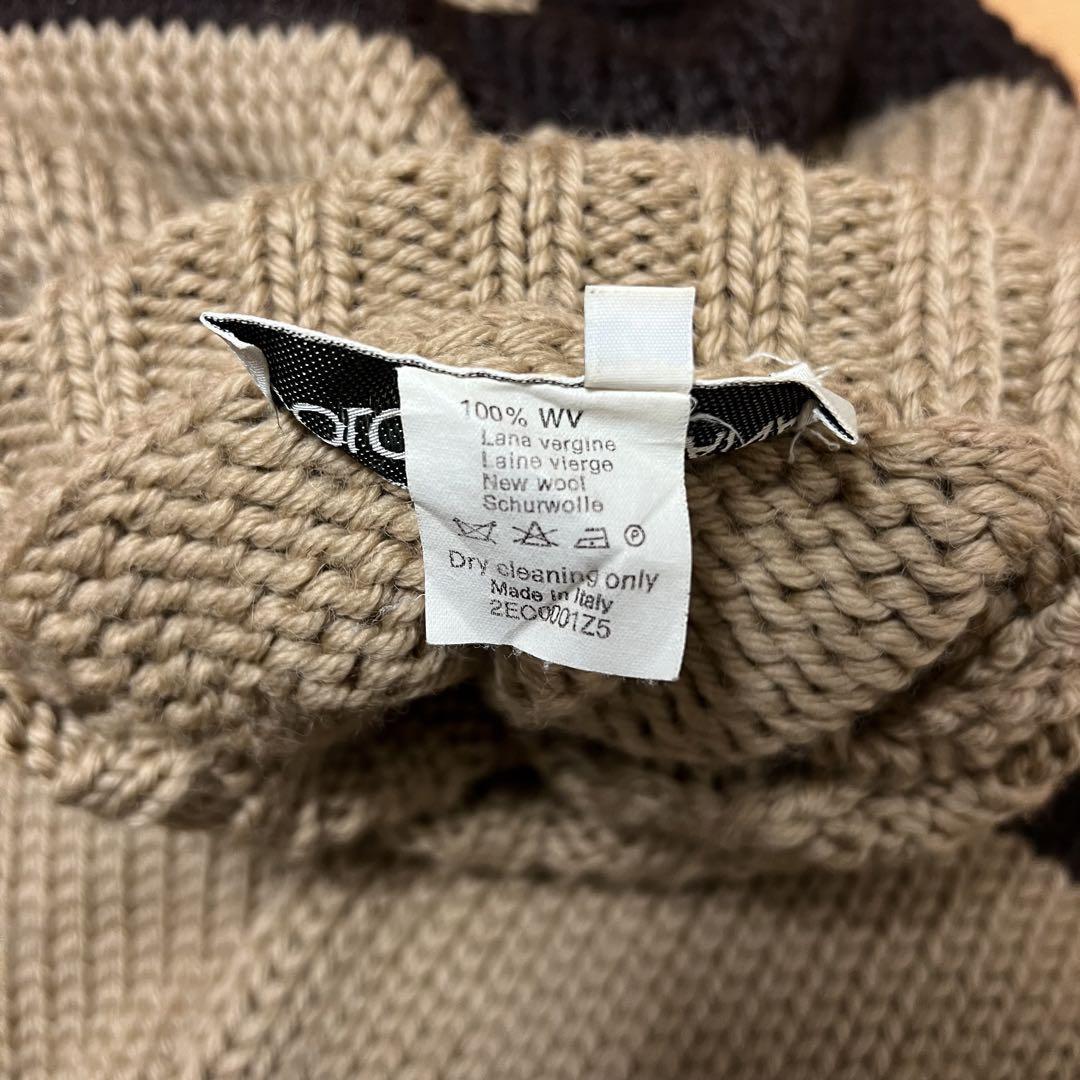 100% WV
Lana vergine
Laine vierge
New wool
Schurwolle
P
Dry cleaning only
Made in Italy
2EC0001Z5